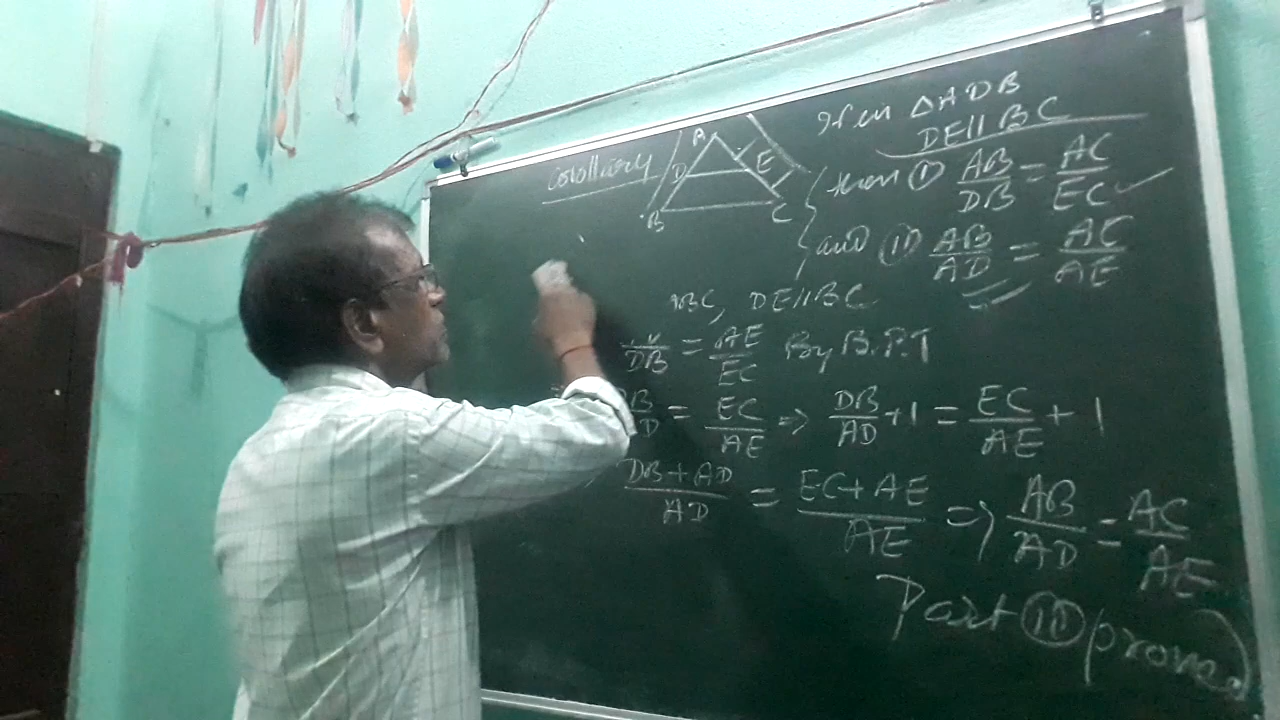 corollary
A
D
E
B
C
If in △ADB
DE||BC
then (I) AB/DB = AC/EC ✓
and (II) AB/AD = AC/AE
BC, DE||BC
/DB = AE/EC By B.P.T
= EC/AE ⇒ DB/AD + 1 = EC/AE + 1
DB+AD/AD = EC+AE/AE ⇒ AB/AD = AC/AE
Part (II) proved